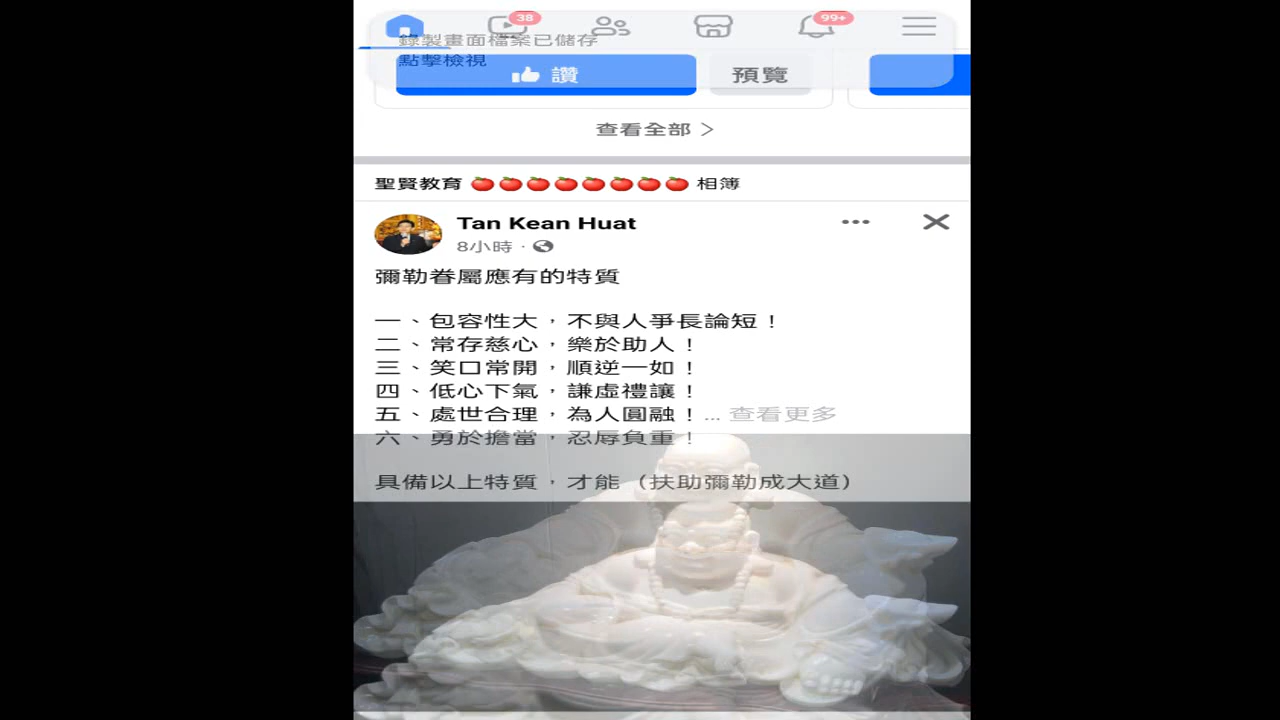 38
99+
錄製畫面檔案已儲存
點擊檢視
讚 預覽
查看全部
聖賢教育 🍎🍎🍎🍎🍎🍎🍎🍎 相簿
Tan Kean Huat
8小時 ·
彌勒眷屬應有的特質
一、包容性大，不與人爭長論短！
二、常存慈心，樂於助人！
三、笑口常開，順逆一如！
四、低心下氣，謙虛禮讓！
五、處世合理，為人圓融！... 查看更多
六、勇於擔當，忍辱負重！
具備以上特質，才能（扶助彌勒成大道）